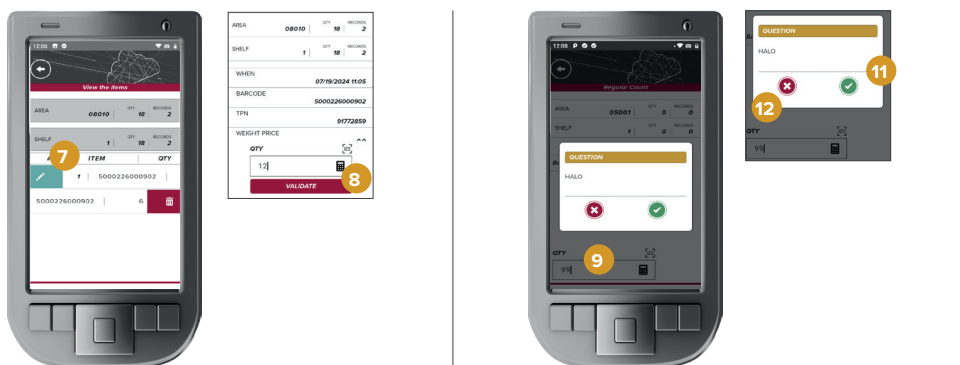 12:06
View the items
AREA 08010 QTY 18 RECORDS 2
SHELF 1 QTY 18 RECORDS 2
7
ITEM QTY
1 5000226000902
5000226000902 6
AREA 08010 QTY 18 RECORDS 2
SHELF 1 QTY 18 RECORDS 2
WHEN
07/19/2024 11:05
BARCODE
5000226000902
TPN
91772859
WEIGHT PRICE
QTY
12
8
VALIDATE
12:08 P
Regular Count
AREA 05001 QTY 0 RECORDS 0
SHELF 1 QTY 0 RECORDS 0
QUESTION
HALO
QTY
9
99
QUESTION
HALO
11
12
QTY
99